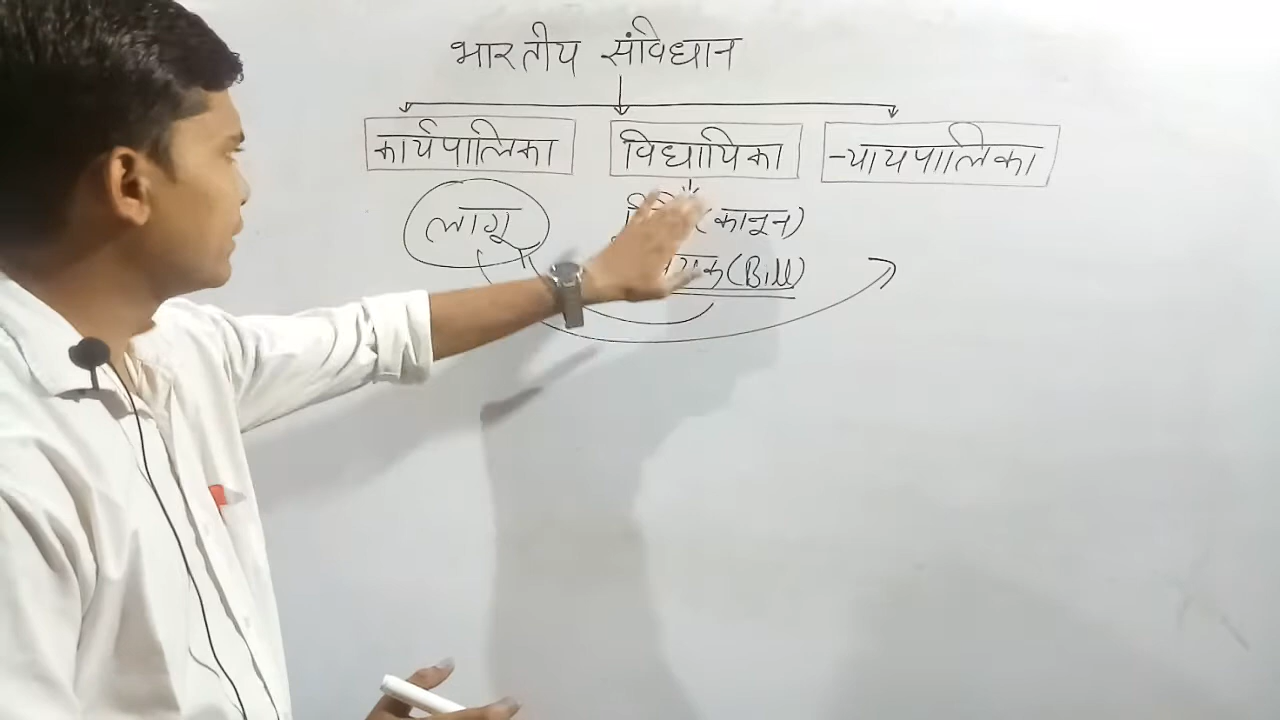 भारतीय संविधान
कार्यपालिका विधायिका न्यायपालिका
लागू (कानून)
(Bill)